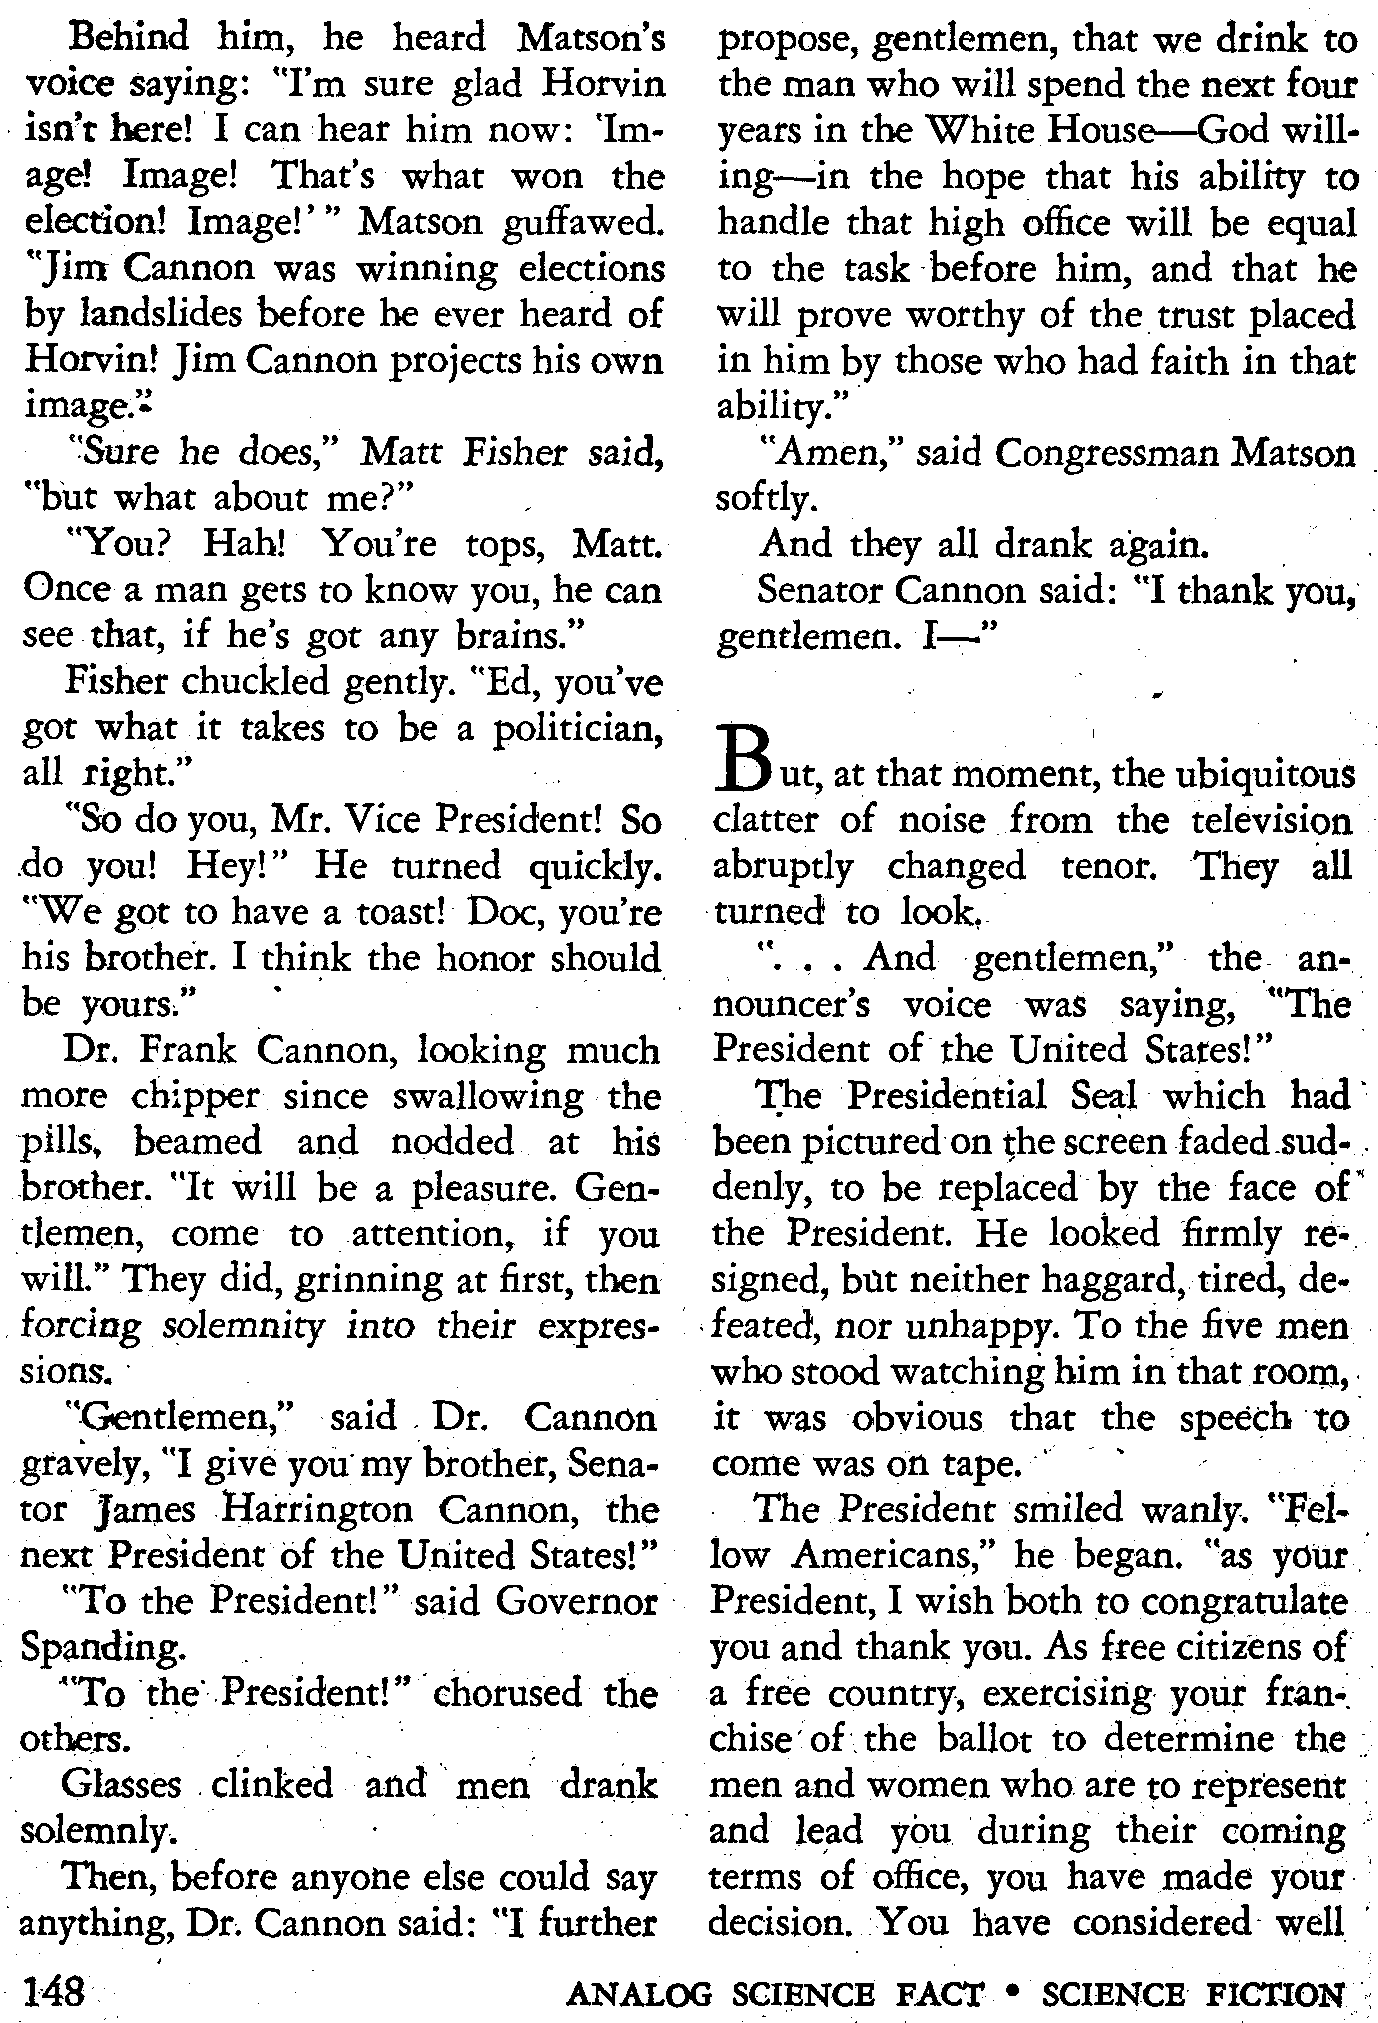 Behind him, he heard Matson's
voice saying: "I'm sure glad Horvin
isn't here! I can hear him now: 'Im-
age! Image! That's what won the
election! Image!' " Matson guffawed.
"Jim Cannon was winning elections
by landslides before he ever heard of
Horvin! Jim Cannon projects his own
image."
"Sure he does," Matt Fisher said,
"but what about me?"
"You? Hah! You're tops, Matt.
Once a man gets to know you, he can
see that, if he's got any brains."
Fisher chuckled gently. "Ed, you've
got what it takes to be a politician,
all right."
"So do you, Mr. Vice President! So
do you! Hey!" He turned quickly.
"We got to have a toast! Doc, you're
his brother. I think the honor should
be yours."
Dr. Frank Cannon, looking much
more chipper since swallowing the
pills, beamed and nodded at his
brother. "It will be a pleasure. Gen-
tlemen, come to attention, if you
will." They did, grinning at first, then
forcing solemnity into their expres-
sions.
"Gentlemen," said Dr. Cannon
gravely, "I give you my brother, Sena-
tor James Harrington Cannon, the
next President of the United States!"
"To the President!" said Governor
Spanding.
"To the President!" chorused the
others.
Glasses clinked and men drank
solemnly.
Then, before anyone else could say
anything, Dr. Cannon said: "I further
propose, gentlemen, that we drink to
the man who will spend the next four
years in the White House—God will-
ing—in the hope that his ability to
handle that high office will be equal
to the task before him, and that he
will prove worthy of the trust placed
in him by those who had faith in that
ability."
"Amen," said Congressman Matson
softly.
And they all drank again.
Senator Cannon said: "I thank you,
gentlemen. I—"
But, at that moment, the ubiquitous
clatter of noise from the television
abruptly changed tenor. They all
turned to look.
". . . And gentlemen," the an-
nouncer's voice was saying, "The
President of the United States!"
The Presidential Seal which had
been pictured on the screen faded sud-
denly, to be replaced by the face of
the President. He looked firmly re-
signed, but neither haggard, tired, de-
feated, nor unhappy. To the five men
who stood watching him in that room,
it was obvious that the speech to
come was on tape.
The President smiled wanly. "Fel-
low Americans," he began. "as your
President, I wish both to congratulate
you and thank you. As free citizens of
a free country, exercising your fran-
chise of the ballot to determine the
men and women who are to represent
and lead you during their coming
terms of office, you have made your
decision. You have considered well
148
ANALOG SCIENCE FACT • SCIENCE FICTION